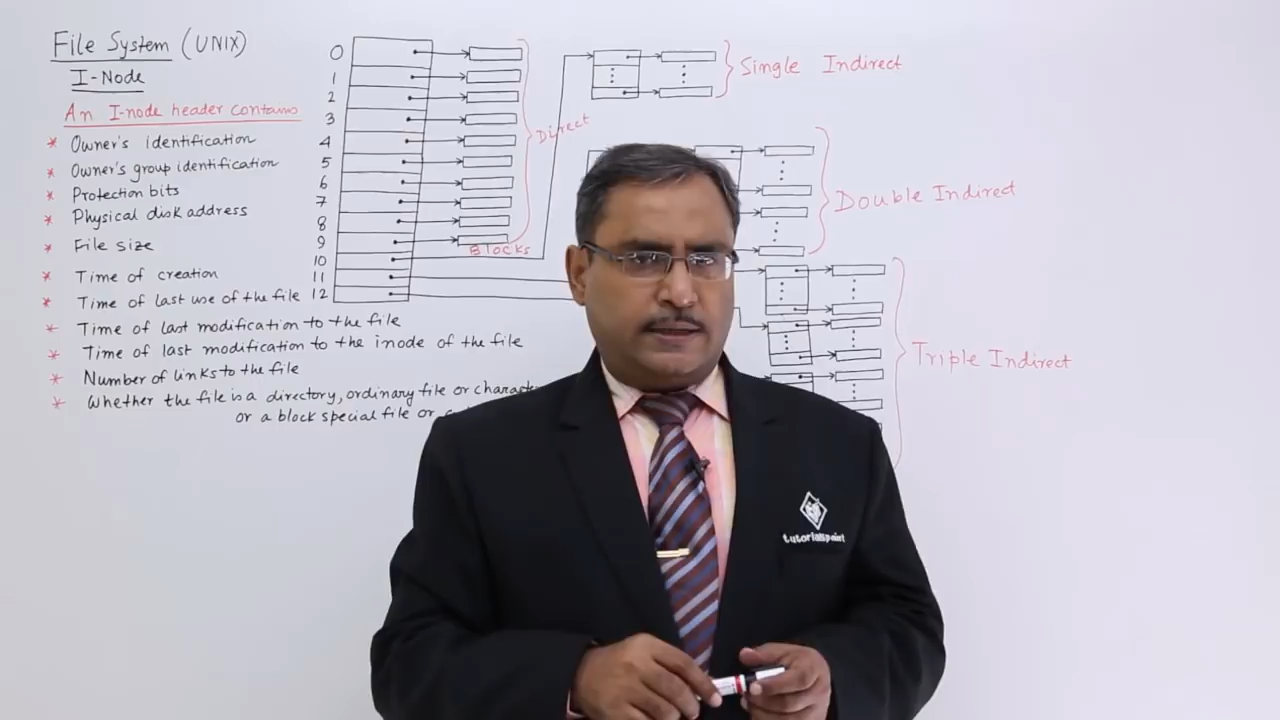 File System (UNIX)
I-Node
An I-node header contains
* Owner's identification
* Owner's group identification
* Protection bits
* Physical disk address
* File size
* Time of creation
* Time of last use of the file
* Time of last modification to the file
* Time of last modification to the inode of the file
* Number of links to the file
* Whether the file is a directory, ordinary file or
or a block special file or
0
1
2
3
4
5
6
7
8
9
10
11
12
Direct
Blocks
Single Indirect
Double Indirect
Triple Indirect
tutorialspoint